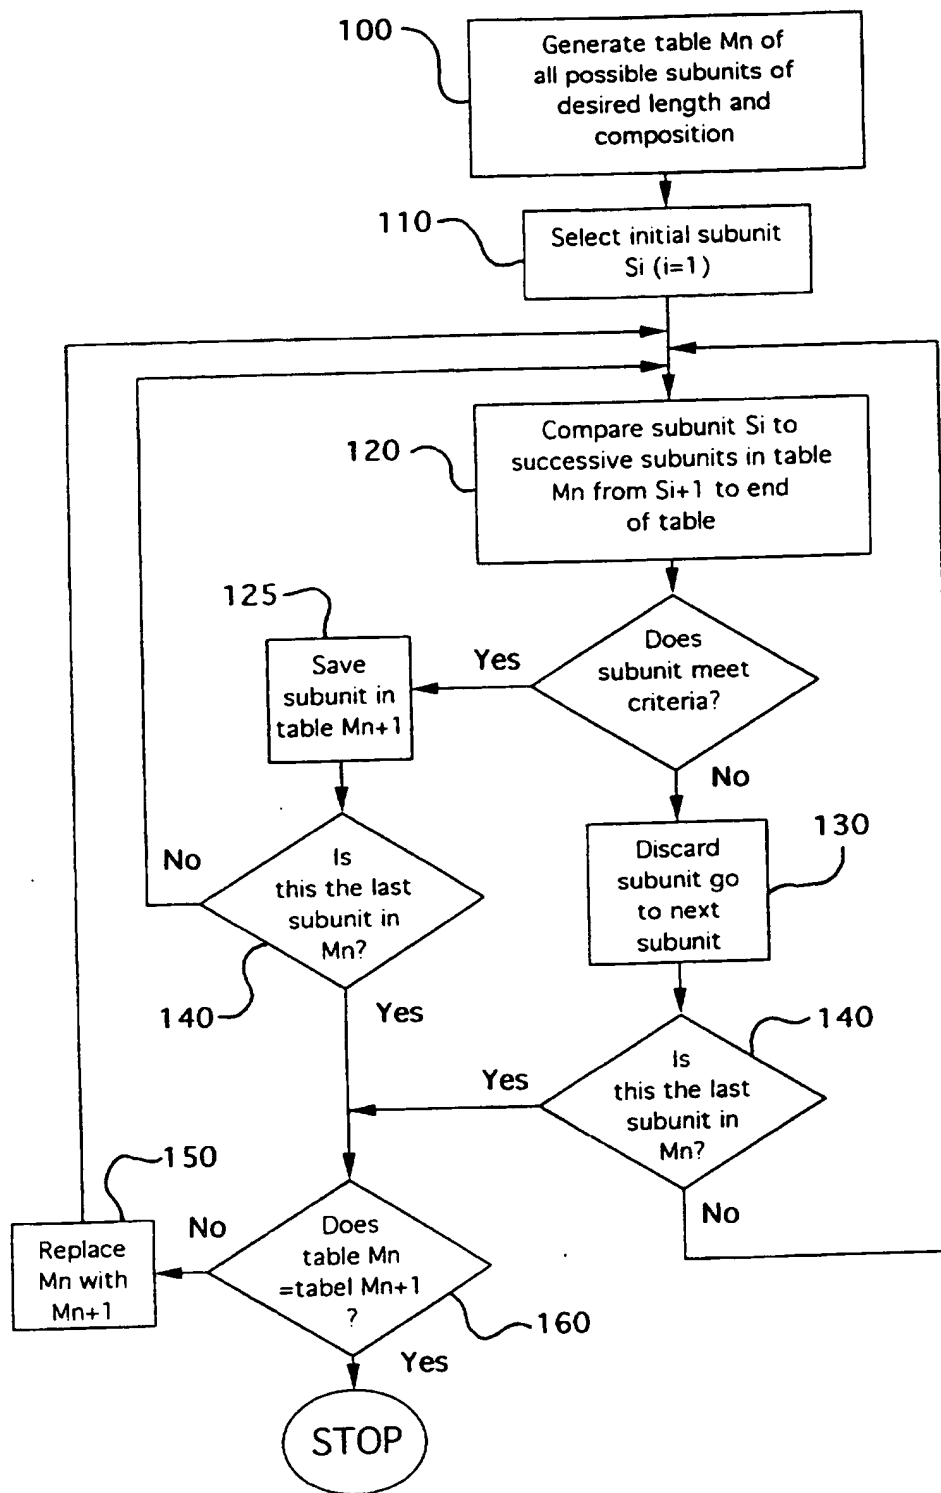 100
Generate table Mn of
all possible subunits of
desired length and
composition
110
Select initial subunit
Si (i=1)
120
Compare subunit Si to
successive subunits in table
Mn from Si+1 to end
of table
125
Save
subunit in
table Mn+1
Yes
Does
subunit meet
criteria?
No
130
Discard
subunit go
to next
subunit
No
Is
this the last
subunit in
Mn?
140
Yes
140
Is
this the last
subunit in
Mn?
Yes
No
150
Replace
Mn with
Mn+1
No
Does
table Mn
=tabel Mn+1
?
160
Yes
STOP